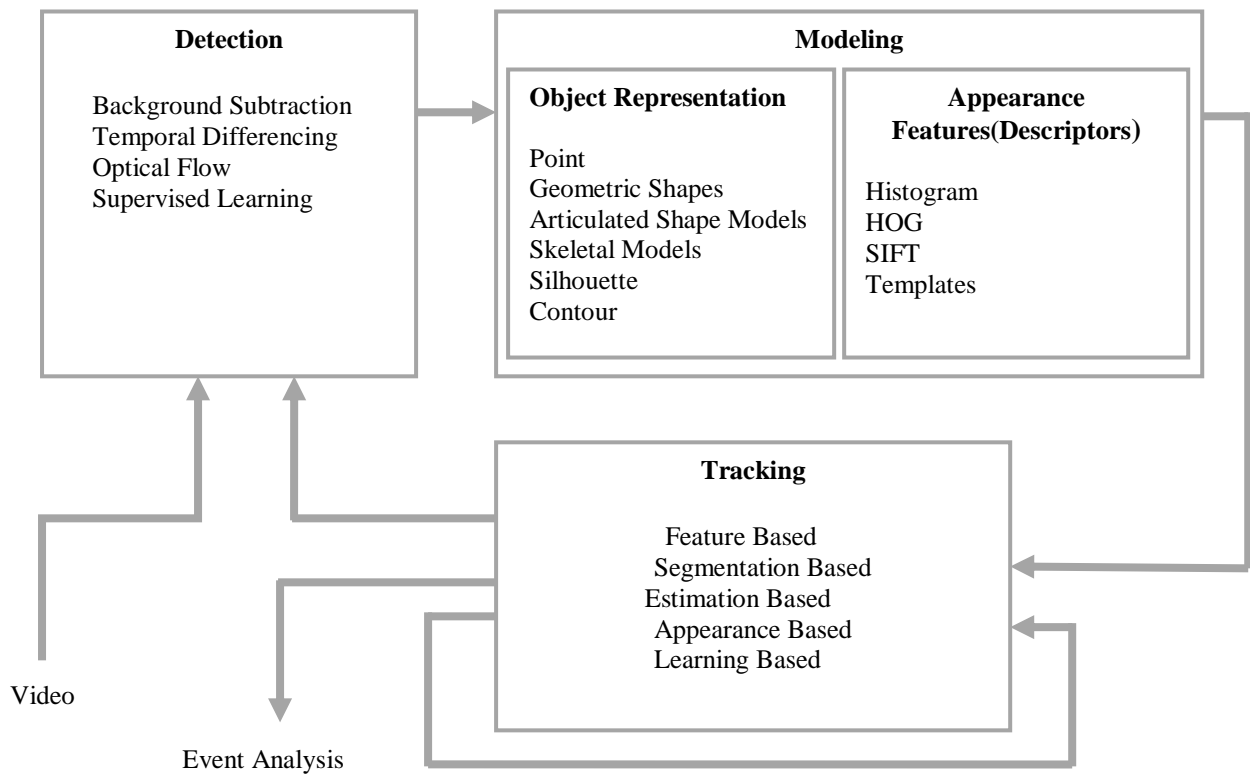 Detection
Background Subtraction
Temporal Differencing
Optical Flow
Supervised Learning
Modeling
Object Representation
Point
Geometric Shapes
Articulated Shape Models
Skeletal Models
Silhouette
Contour
Appearance
Features(Descriptors)
Histogram
HOG
SIFT
Templates
Tracking
Feature Based
Segmentation Based
Estimation Based
Appearance Based
Learning Based
Video
Event Analysis